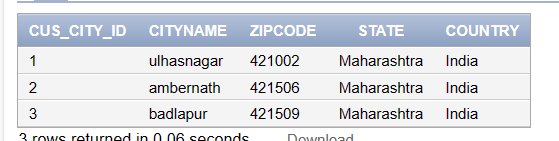 CUS_CITY_ID CITYNAME ZIPCODE STATE COUNTRY
1 ulhasnagar 421002 Maharashtra India
2 ambernath 421506 Maharashtra India
3 badlapur 421509 Maharashtra India
3 rows returned in 0.06 seconds Download